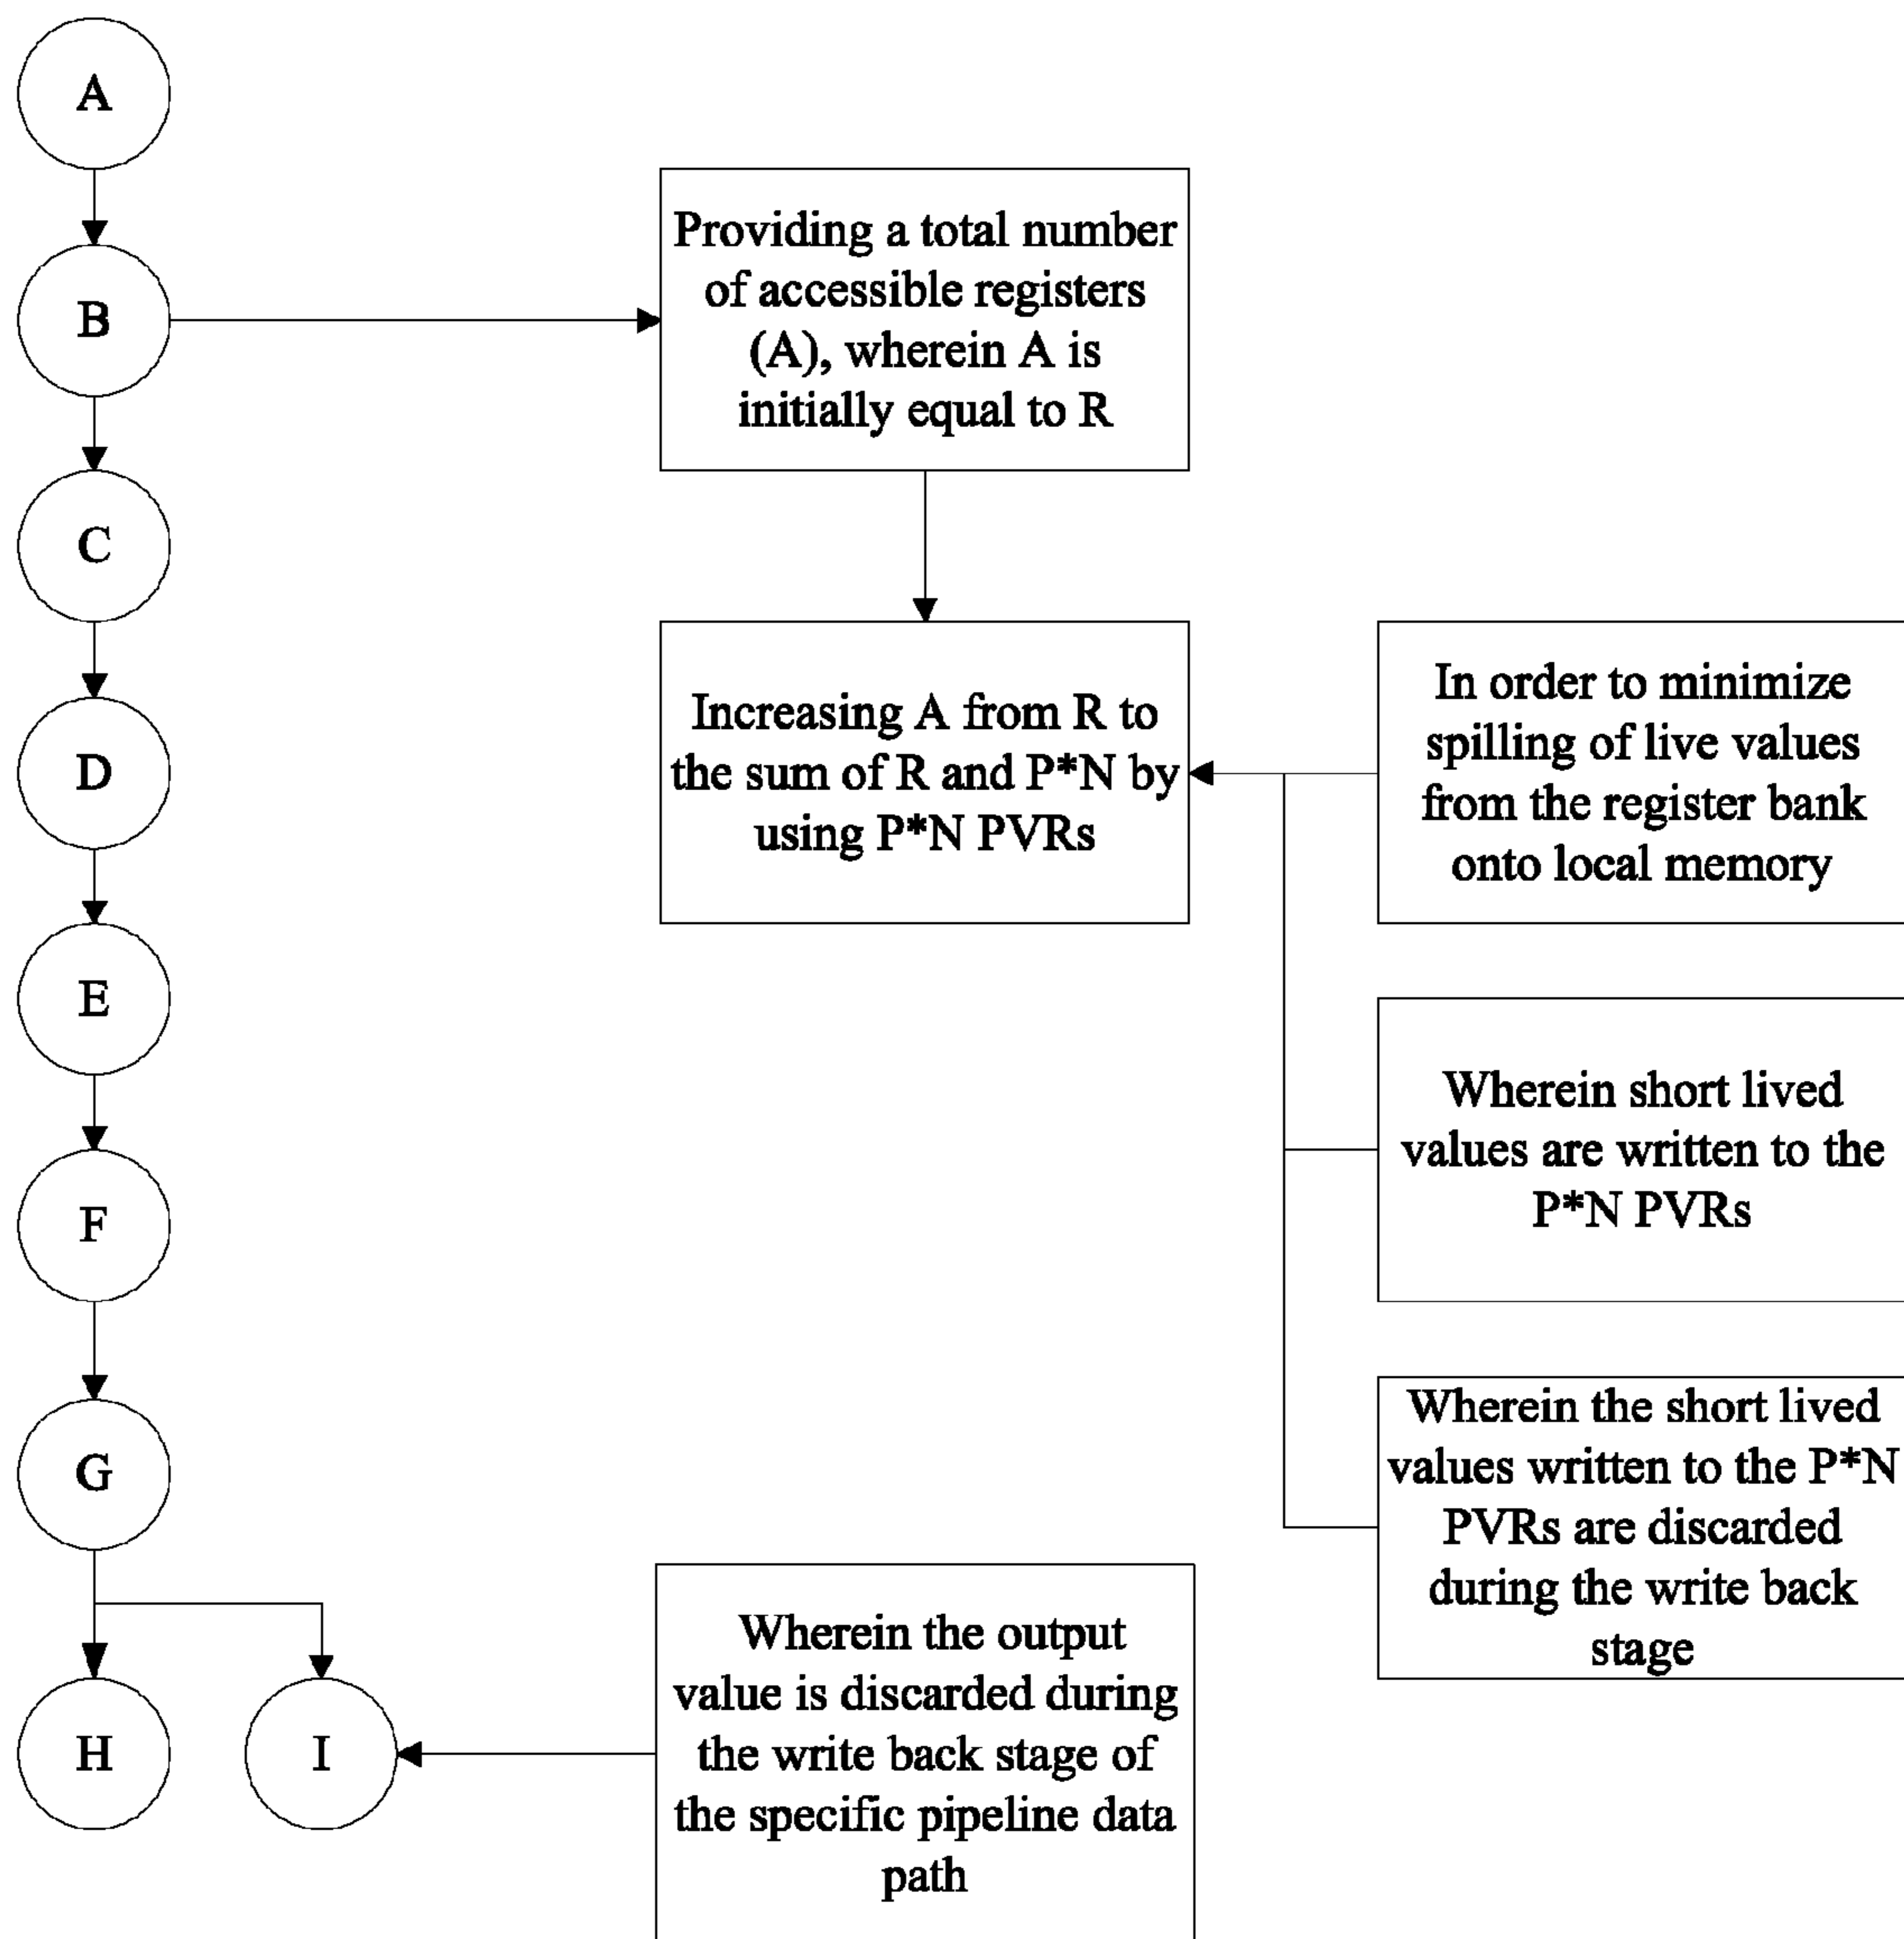 A
B
Providing a total number
of accessible registers
(A), wherein A is
initially equal to R
C
D
Increasing A from R to
the sum of R and P*N by
using P*N PVRs
In order to minimize
spilling of live values
from the register bank
onto local memory
E
F
Wherein short lived
values are written to the
P*N PVRs
G
Wherein the short lived
values written to the P*N
PVRs are discarded
during the write back
stage
H
I
Wherein the output
value is discarded during
the write back stage of
the specific pipeline data
path